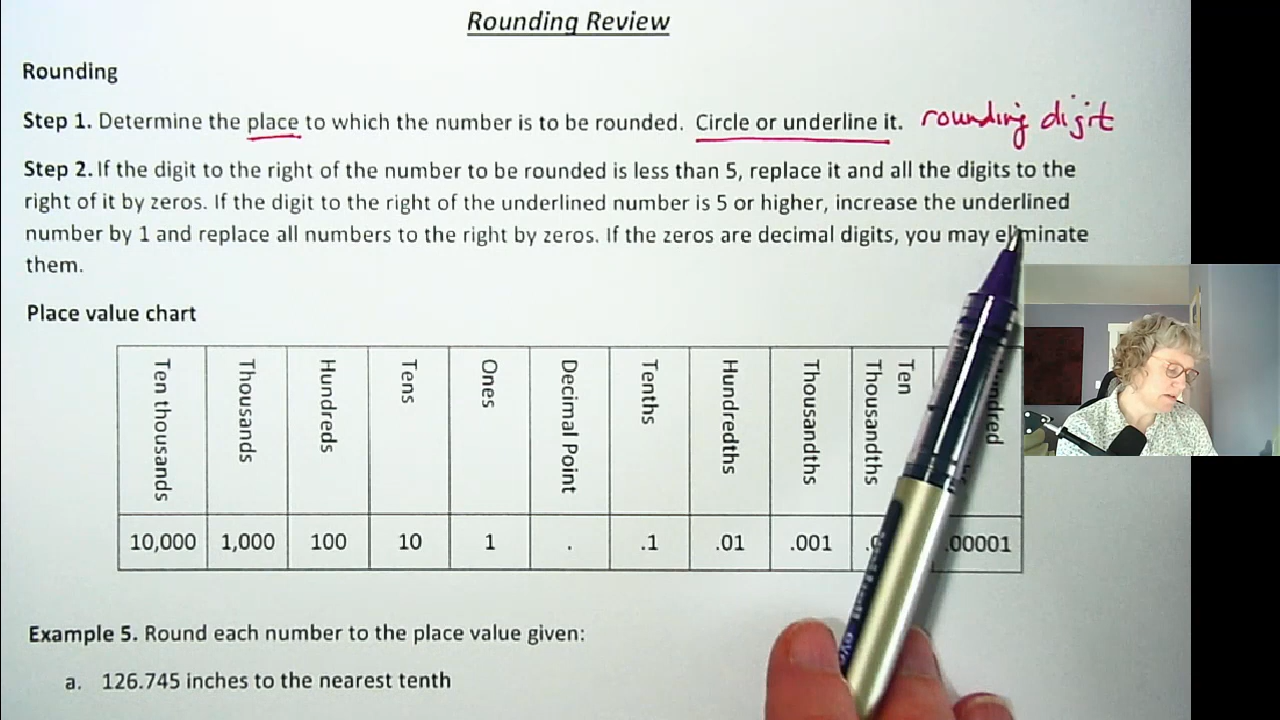 Rounding Review
Rounding
Step 1. Determine the place to which the number is to be rounded. Circle or underline it. rounding digit
Step 2. If the digit to the right of the number to be rounded is less than 5, replace it and all the digits to the
right of it by zeros. If the digit to the right of the underlined number is 5 or higher, increase the underlined
number by 1 and replace all numbers to the right by zeros. If the zeros are decimal digits, you may eliminate
them.
Place value chart
Ten thousands
Thousands
Hundreds
Tens
Ones
Decimal Point
Tenths
Hundredths
Thousandths
Ten
Thousandths
10,000 1,000 100 10 1 . .1 .01 .001 .00001
Example 5. Round each number to the place value given:
a. 126.745 inches to the nearest tenth